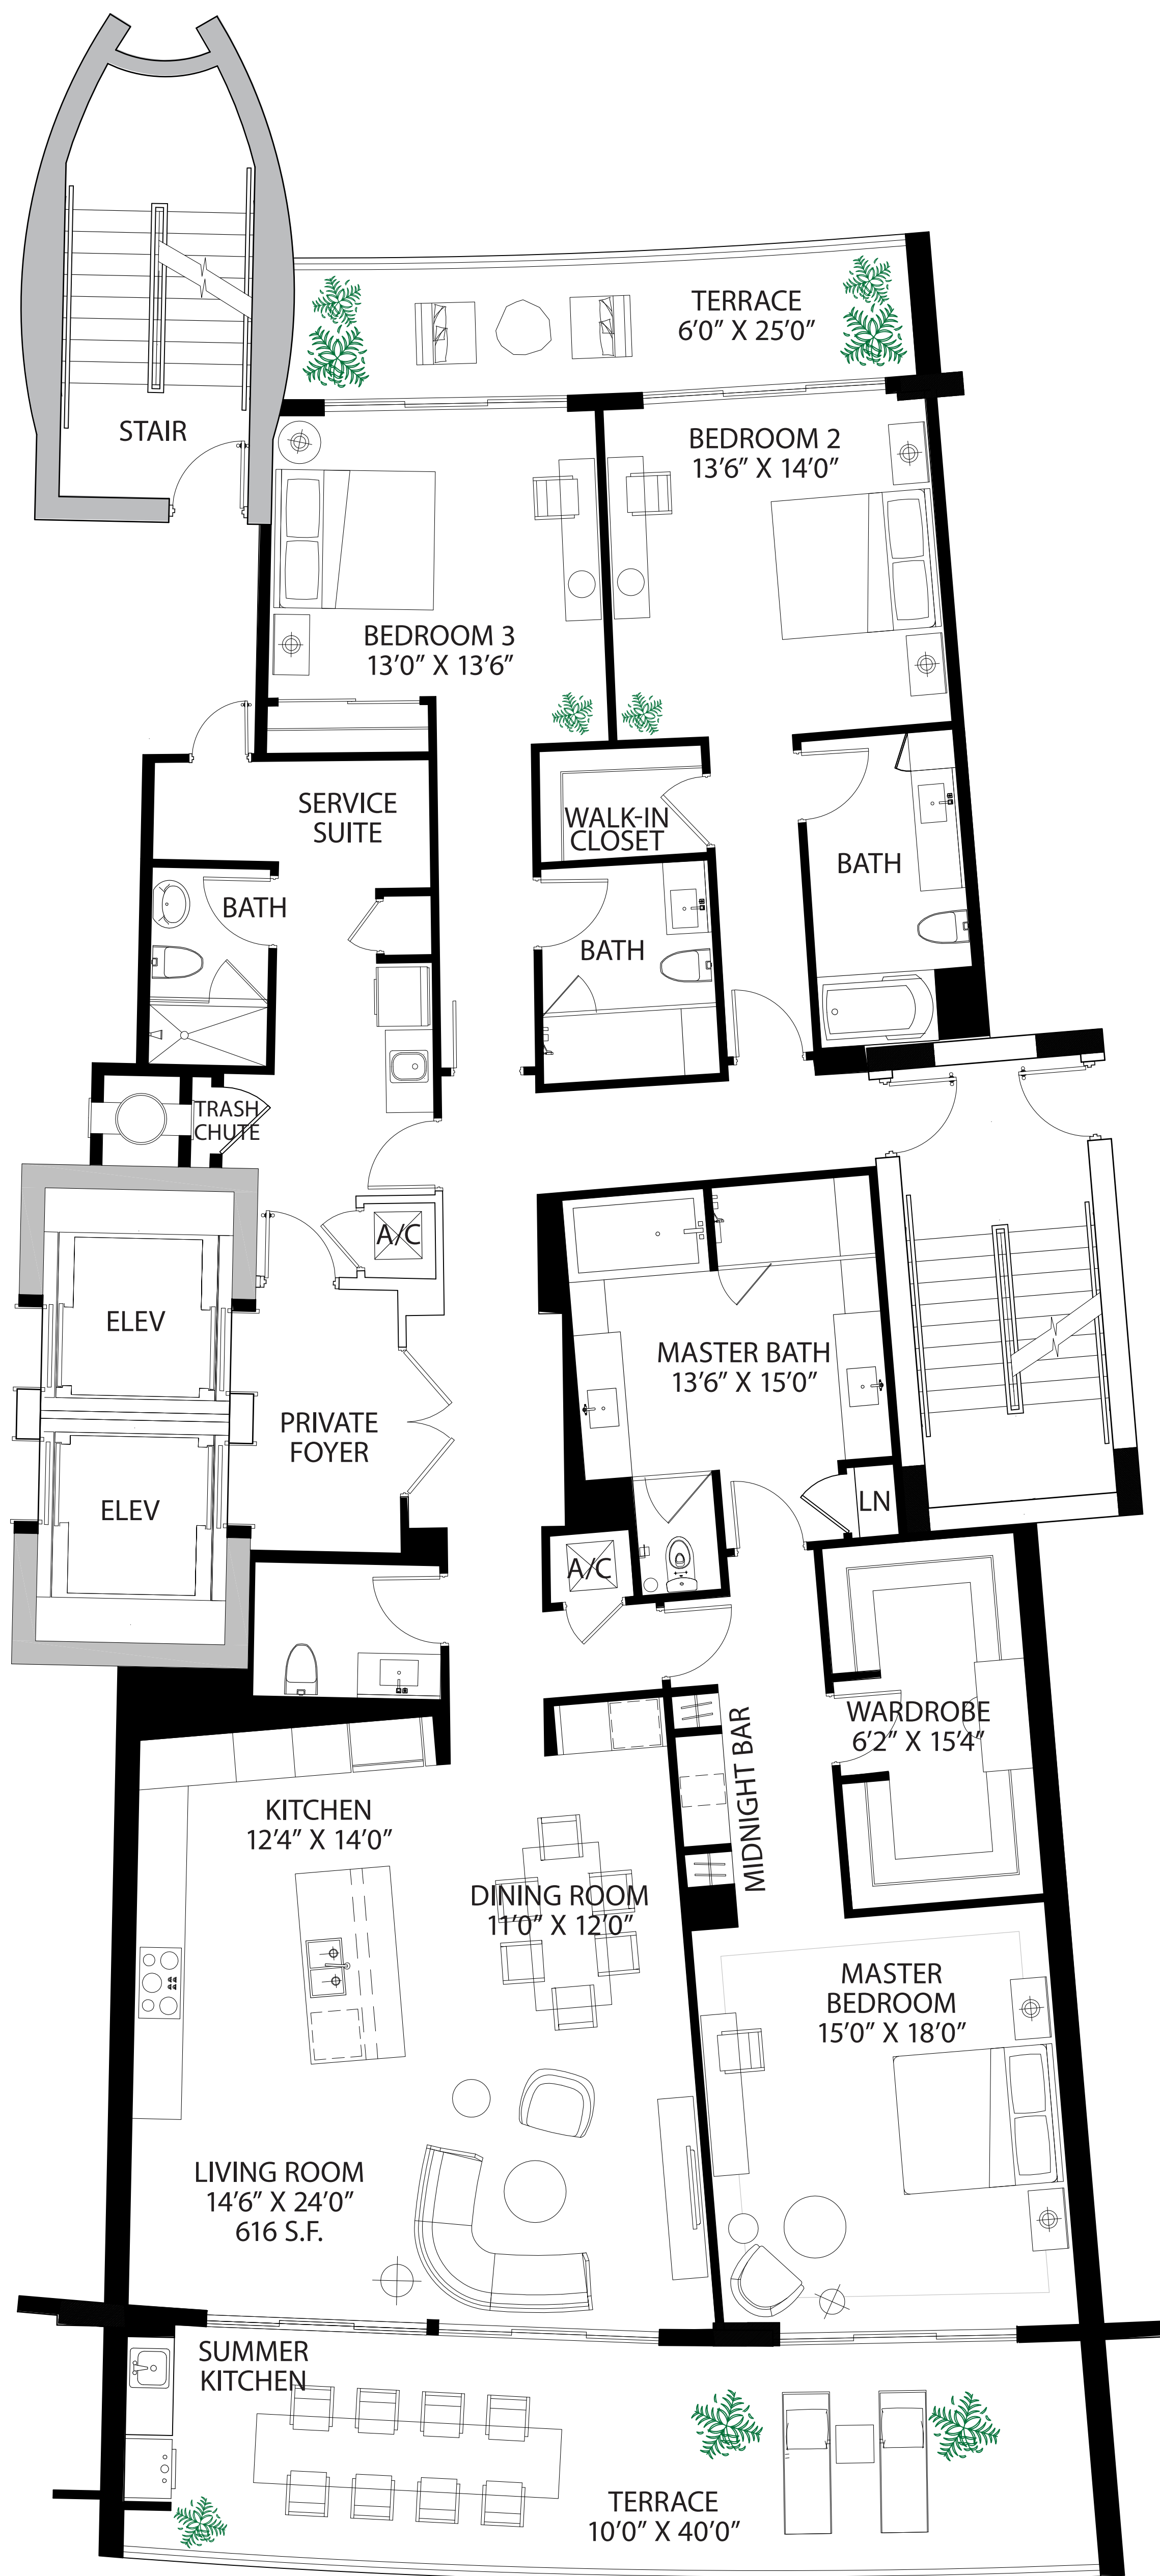 TERRACE
6’0” X 25’0”
STAIR
BEDROOM 2
13’6” X 14’0”
BEDROOM 3
13’0” X 13’6”
SERVICE
SUITE
WALK-IN
CLOSET
BATH
BATH
BATH
TRASH
CHUTE
A/C
ELEV
MASTER BATH
13’6” X 15’0”
PRIVATE
FOYER
ELEV
LN
A/C
WARDROBE
6’2” X 15’4”
MIDNIGHT BAR
KITCHEN
12’4” X 14’0”
DINING ROOM
11’0” X 12’0”
MASTER
BEDROOM
15’0” X 18’0”
LIVING ROOM
14’6” X 24’0”
616 S.F.
SUMMER
KITCHEN
TERRACE
10’0” X 40’0”